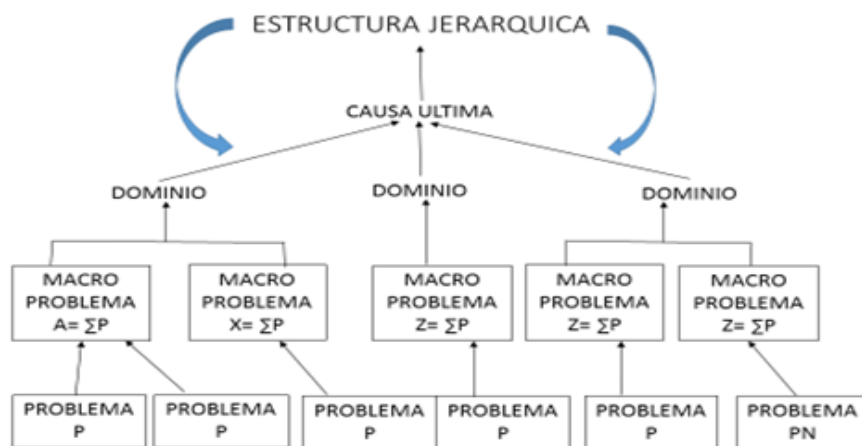 ESTRUCTURA JERARQUICA
CAUSA ULTIMA
DOMINIO
DOMINIO
DOMINIO
MACRO
PROBLEMA
A= ∑P
MACRO
PROBLEMA
X= ∑P
MACRO
PROBLEMA
Z= ∑P
MACRO
PROBLEMA
Z= ∑P
MACRO
PROBLEMA
Z= ∑P
PROBLEMA
P
PROBLEMA
P
PROBLEMA
P
PROBLEMA
P
PROBLEMA
P
PROBLEMA
PN